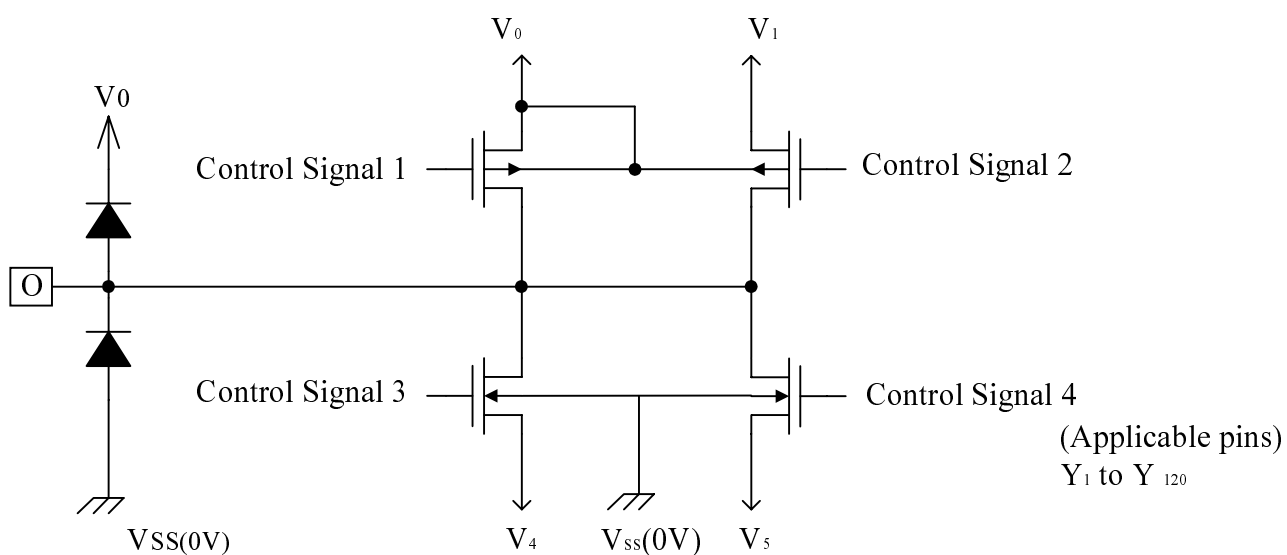 V0 V1
V0
Control Signal 1
Control Signal 2
O
Control Signal 3
Control Signal 4
(Applicable pins)
Y1 to Y 120
VSS(0V)
V4
Vss(0V)
V5